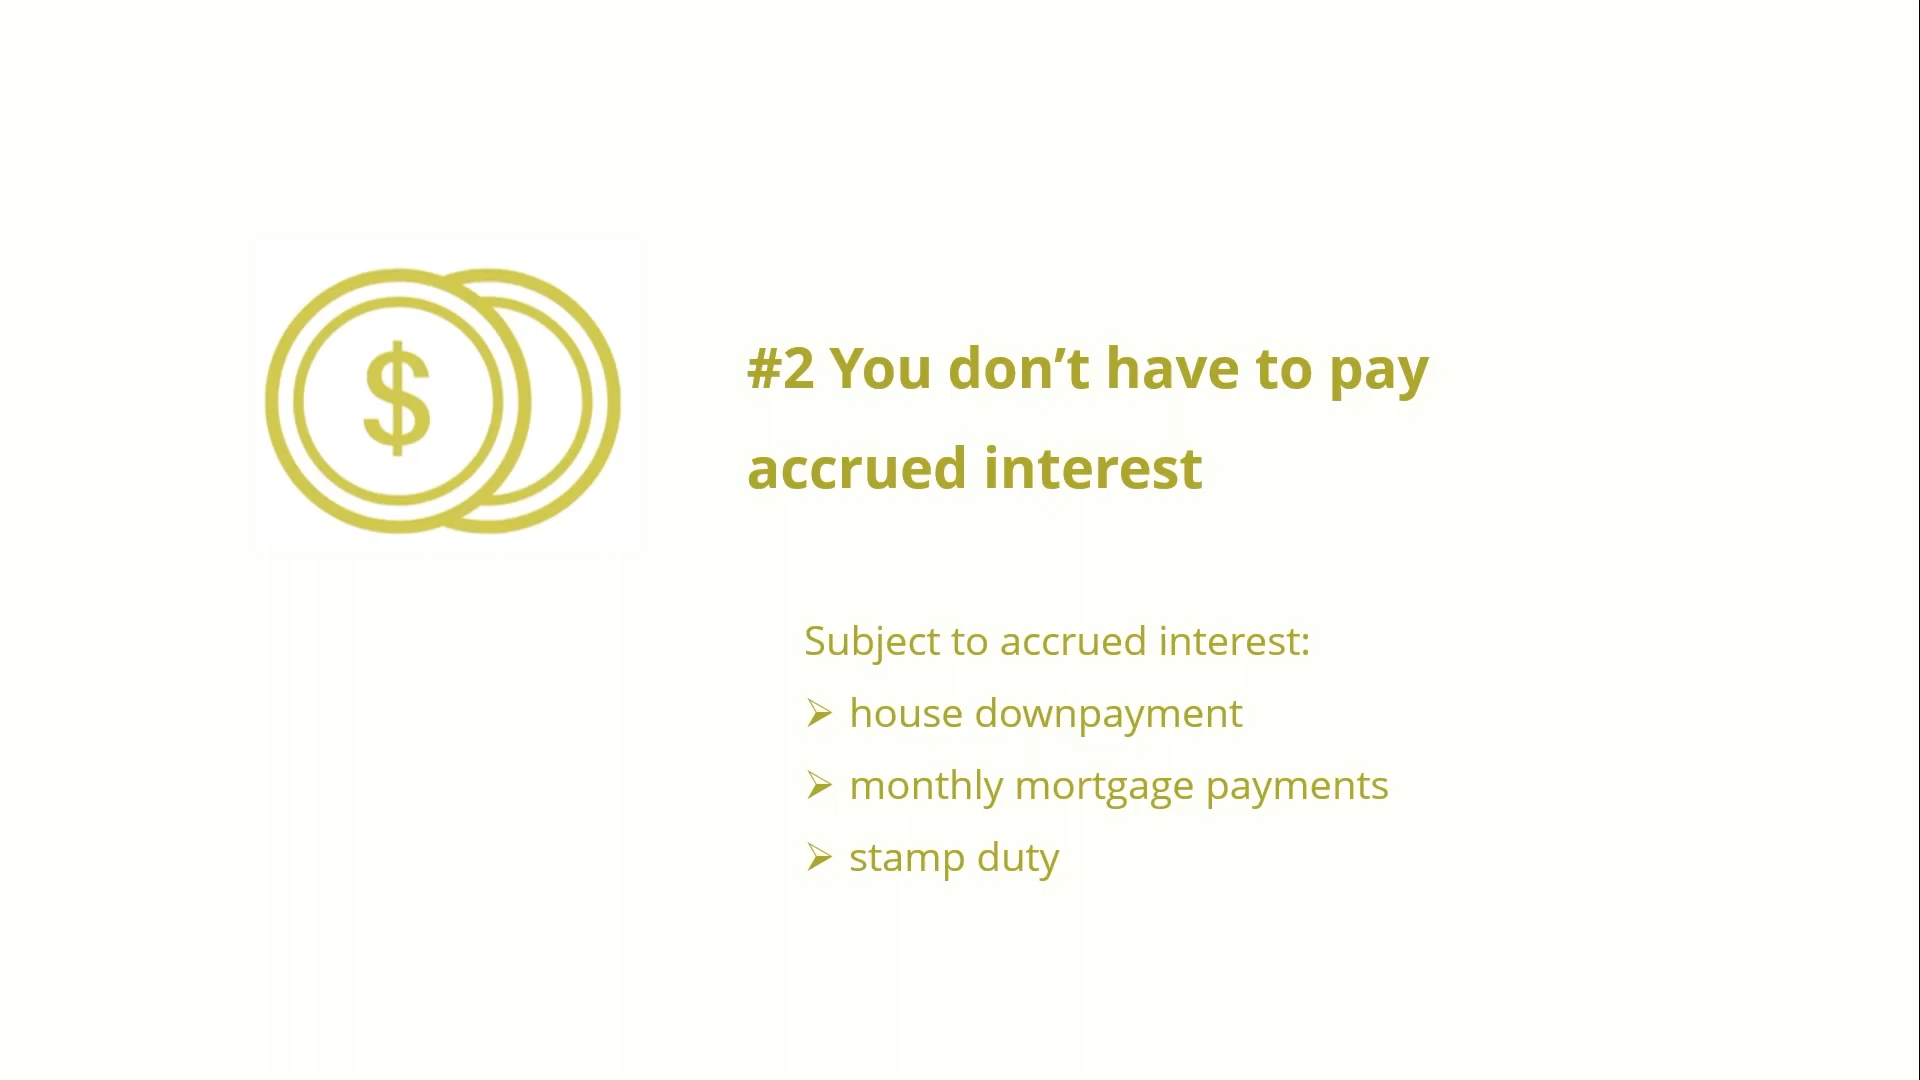 $
#2 You don’t have to pay
accrued interest
Subject to accrued interest:
➢ house downpayment
➢ monthly mortgage payments
➢ stamp duty